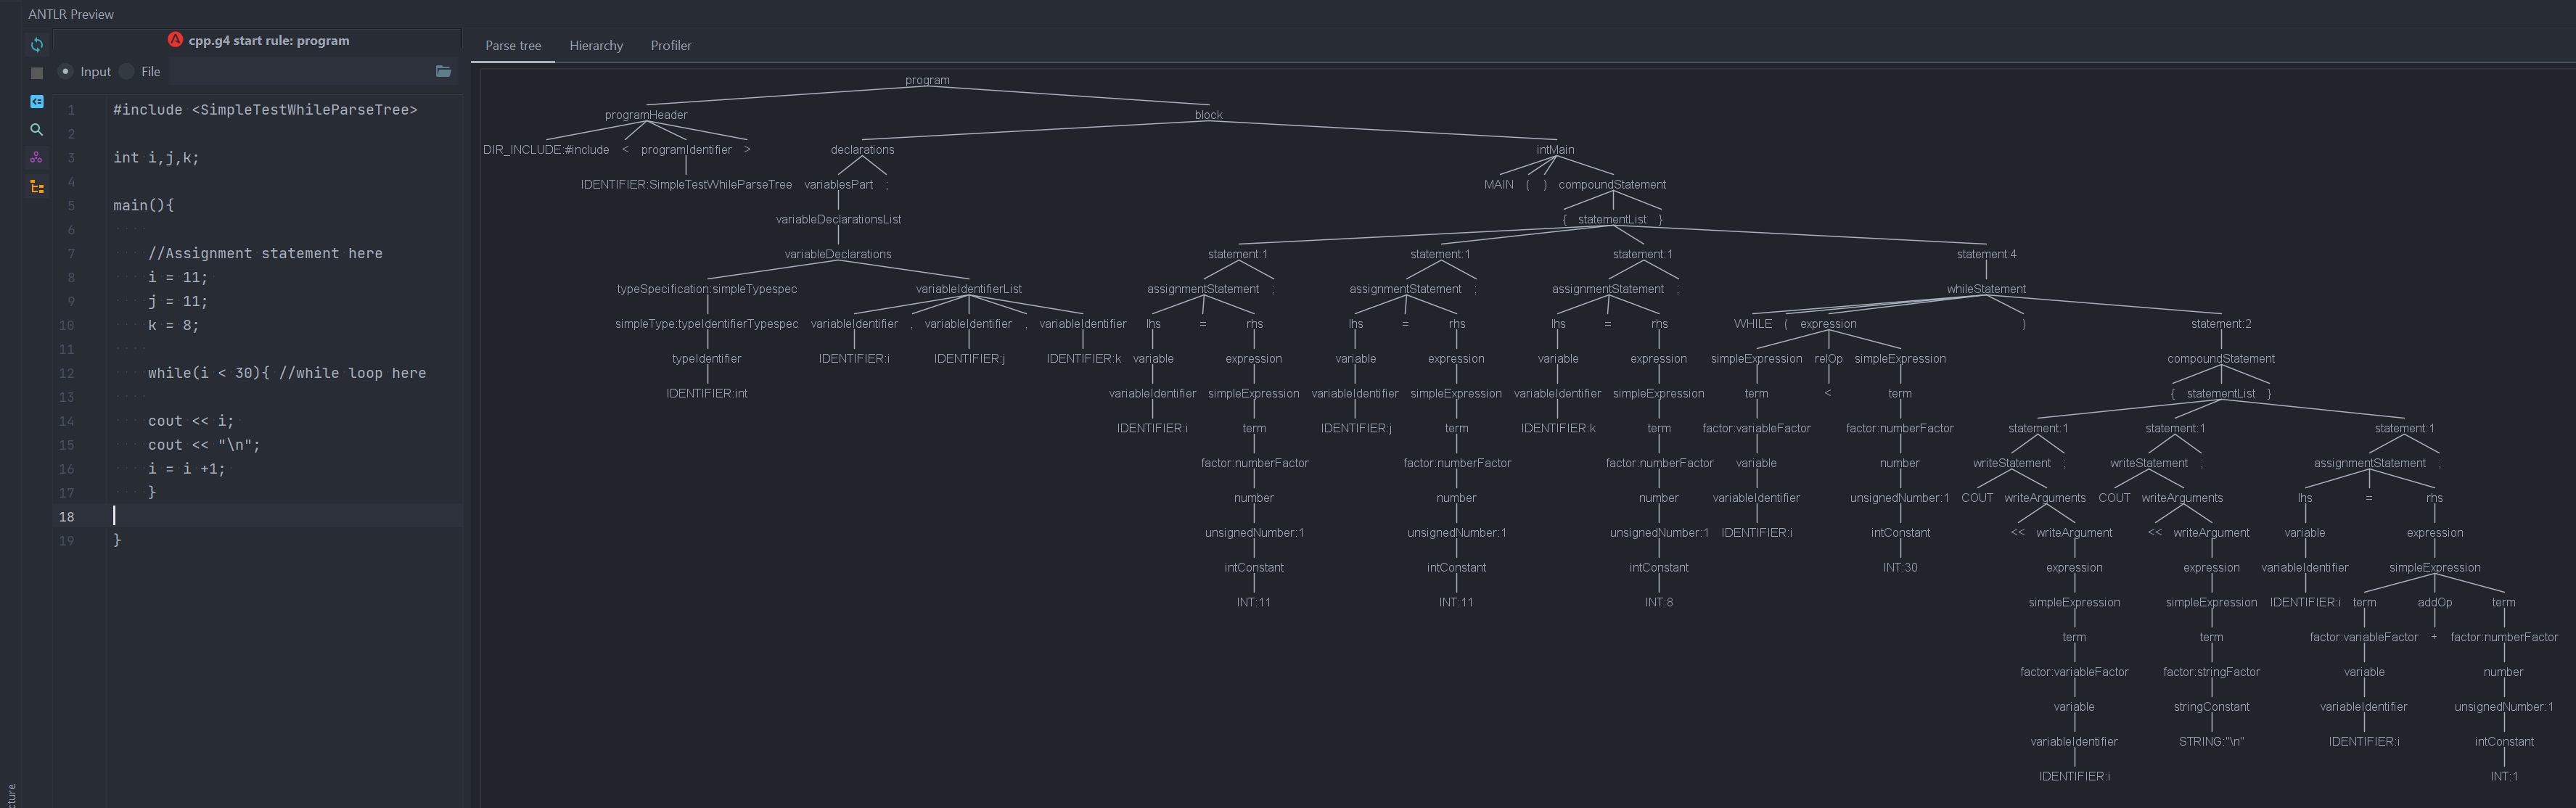 ANTLR Preview
cpp.g4 start rule: program
Input File
Parse tree Hierarchy Profiler
1 #include <SimpleTestWhileParseTree>
2
3 int i,j,k;
4
5 main(){
6
7 //Assignment statement here
8 i = 11;
9 j = 11;
10 k = 8;
11
12 while(i < 30){ //while loop here
13
14 cout << i;
15 cout << "\n";
16 i = i +1;
17 }
18
19 }
program
programHeader block
DIR_INCLUDE:#include < programIdentifier > declarations intMain
IDENTIFIER:SimpleTestWhileParseTree variablesPart ; MAIN ( ) compoundStatement
variableDeclarationsList { statementList }
variableDeclarations statement:1 statement:1 statement:1 statement:4
typeSpecification:simpleTypespec variableIdentifierList assignmentStatement ; assignmentStatement ; assignmentStatement ; whileStatement
simpleType:typeIdentifierTypespec variableIdentifier , variableIdentifier , variableIdentifier lhs = rhs lhs = rhs lhs = rhs WHILE ( expression ) statement:2
typeIdentifier IDENTIFIER:i IDENTIFIER:j IDENTIFIER:k variable expression variable expression variable expression simpleExpression relOp simpleExpression compoundStatement
IDENTIFIER:int variableIdentifier simpleExpression variableIdentifier simpleExpression variableIdentifier simpleExpression term < term { statementList }
IDENTIFIER:i term IDENTIFIER:j term IDENTIFIER:k term factor:variableFactor factor:numberFactor statement:1 statement:1 statement:1
factor:numberFactor factor:numberFactor factor:numberFactor variable number writeStatement ; writeStatement ; assignmentStatement ;
number number number variableIdentifier unsignedNumber:1 COUT writeArguments COUT writeArguments lhs = rhs
unsignedNumber:1 unsignedNumber:1 unsignedNumber:1 IDENTIFIER:i intConstant << writeArgument << writeArgument variable expression
intConstant intConstant intConstant INT:30 expression expression variableIdentifier simpleExpression
INT:11 INT:11 INT:8 simpleExpression simpleExpression IDENTIFIER:i term addOp term
term term factor:variableFactor + factor:numberFactor
factor:variableFactor factor:stringFactor variable number
variable stringConstant variableIdentifier unsignedNumber:1
variableIdentifier STRING:"\n" IDENTIFIER:i intConstant
IDENTIFIER:i INT:1